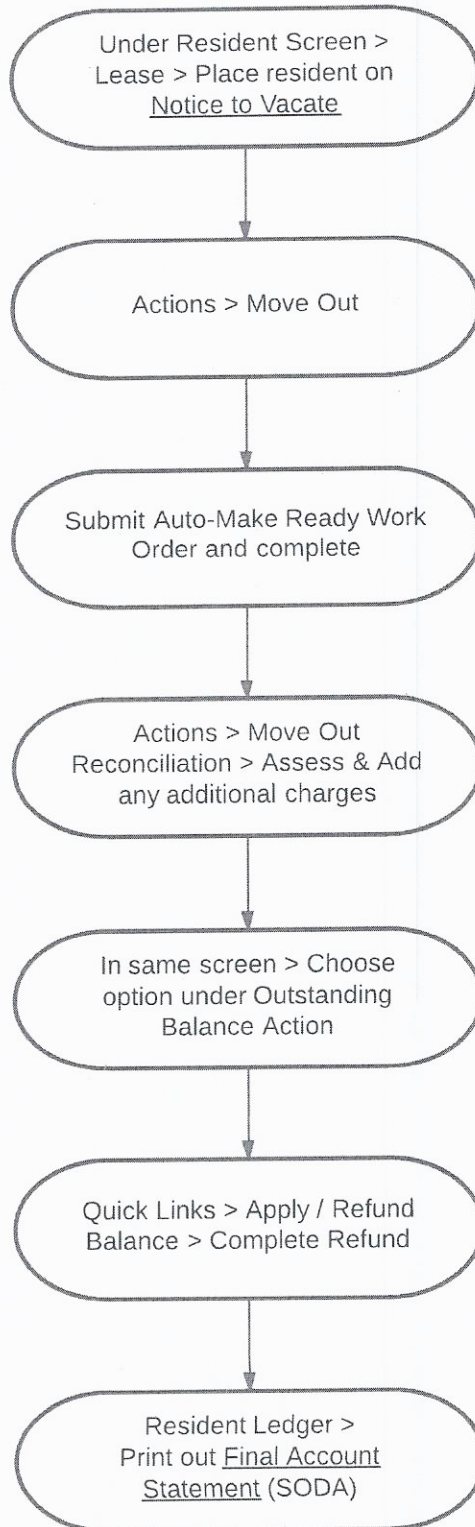 Under Resident Screen >
Lease > Place resident on
Notice to Vacate
Actions > Move Out
Submit Auto-Make Ready Work
Order and complete
Actions > Move Out
Reconciliation > Assess & Add
any additional charges
In same screen > Choose
option under Outstanding
Balance Action
Quick Links > Apply / Refund
Balance > Complete Refund
Resident Ledger >
Print out Final Account
Statement (SODA)